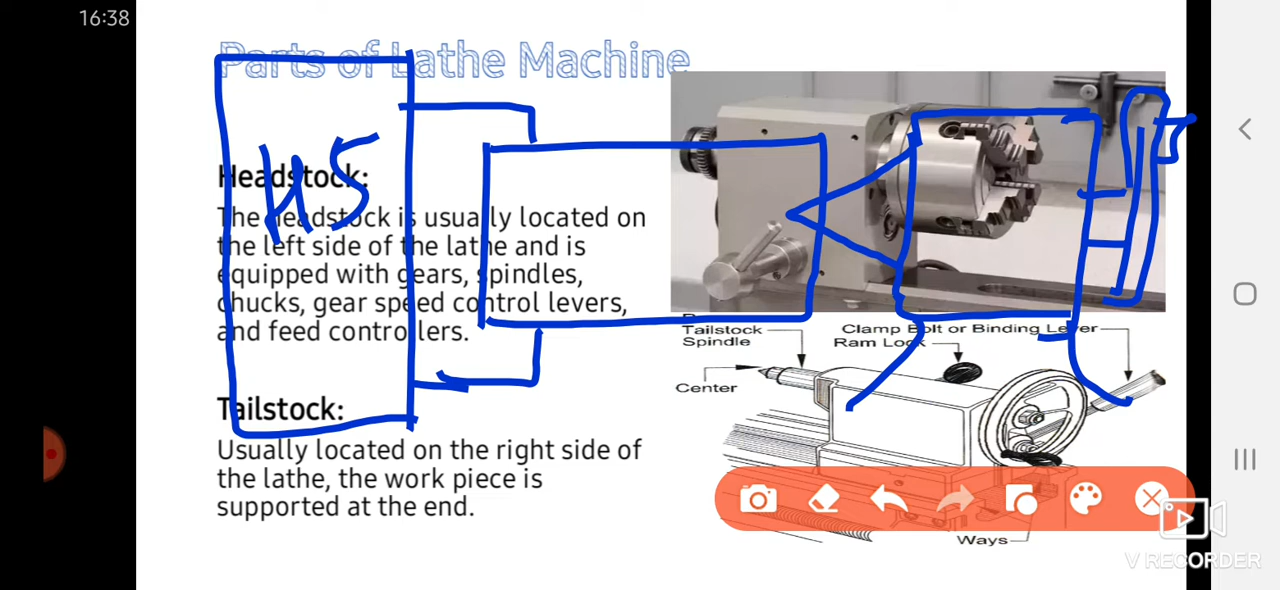 16:38
Parts of Lathe Machine
HS
Headstock:
The headstock is usually located on
the left side of the lathe and is
equipped with gears, spindles,
chucks, gear speed control levers,
and feed controllers.
Tailstock:
Usually located on the right side of
the lathe, the work piece is
supported at the end.
Tailstock
Spindle
Clamp Bolt or Binding Lever
Ram Lock
Center
Ways
V RECORDER